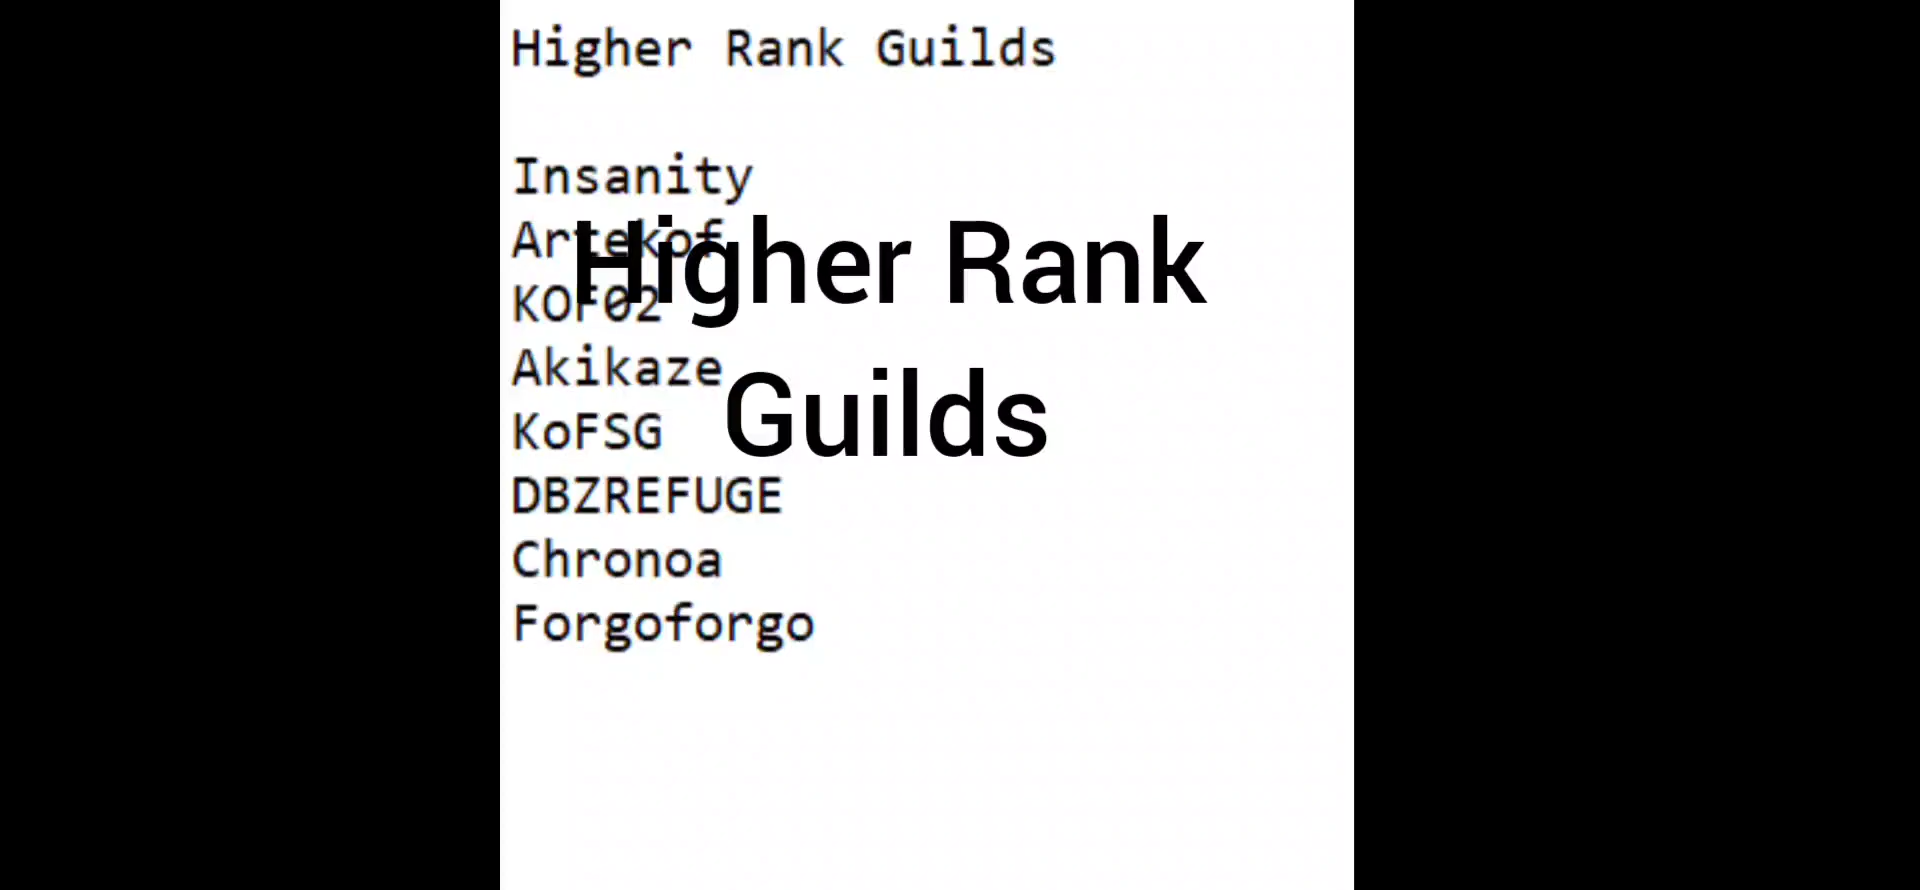 Higher Rank Guilds
Insanity
Artekof
KOF02
Akikaze
KoFSG
DBZREFUGE
Chronoa
Forgoforgo
Higher Rank
Guilds